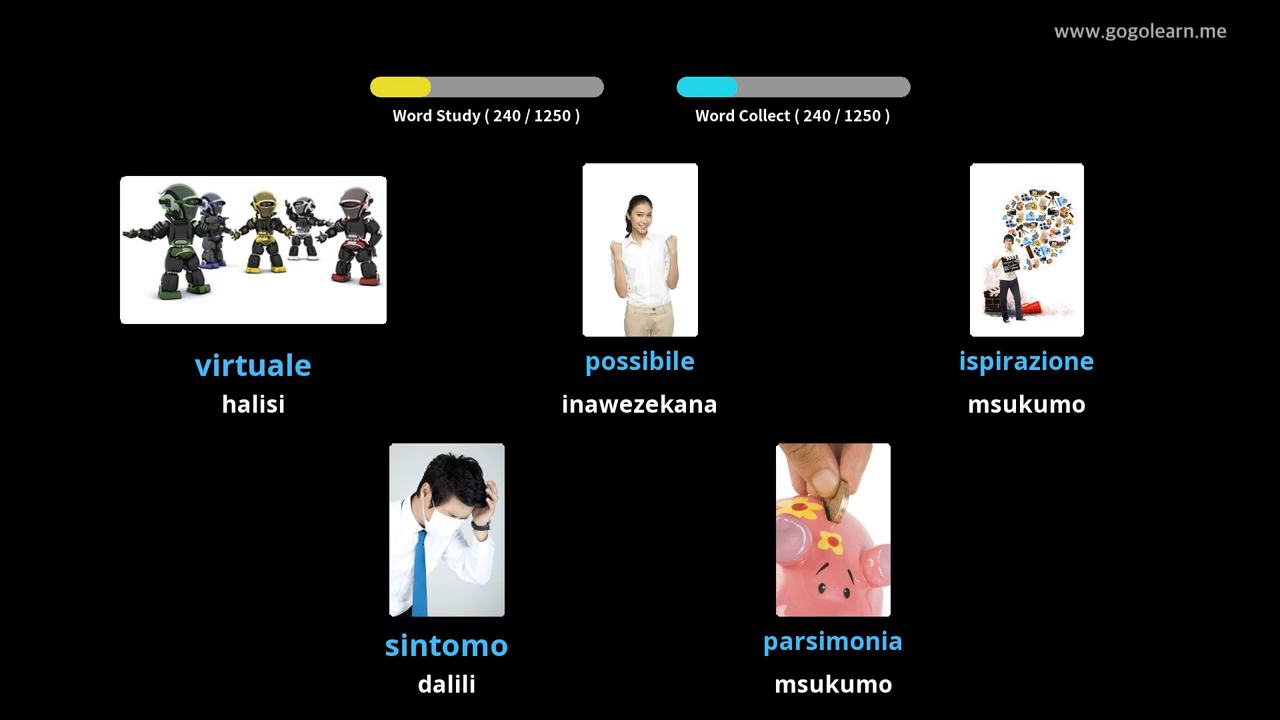 www.gogolearn.me
Word Study ( 240 / 1250 )
Word Collect ( 240 / 1250 )
virtuale
halisi
possibile
inawezekana
ispirazione
msukumo
sintomo
dalili
parsimonia
msukumo